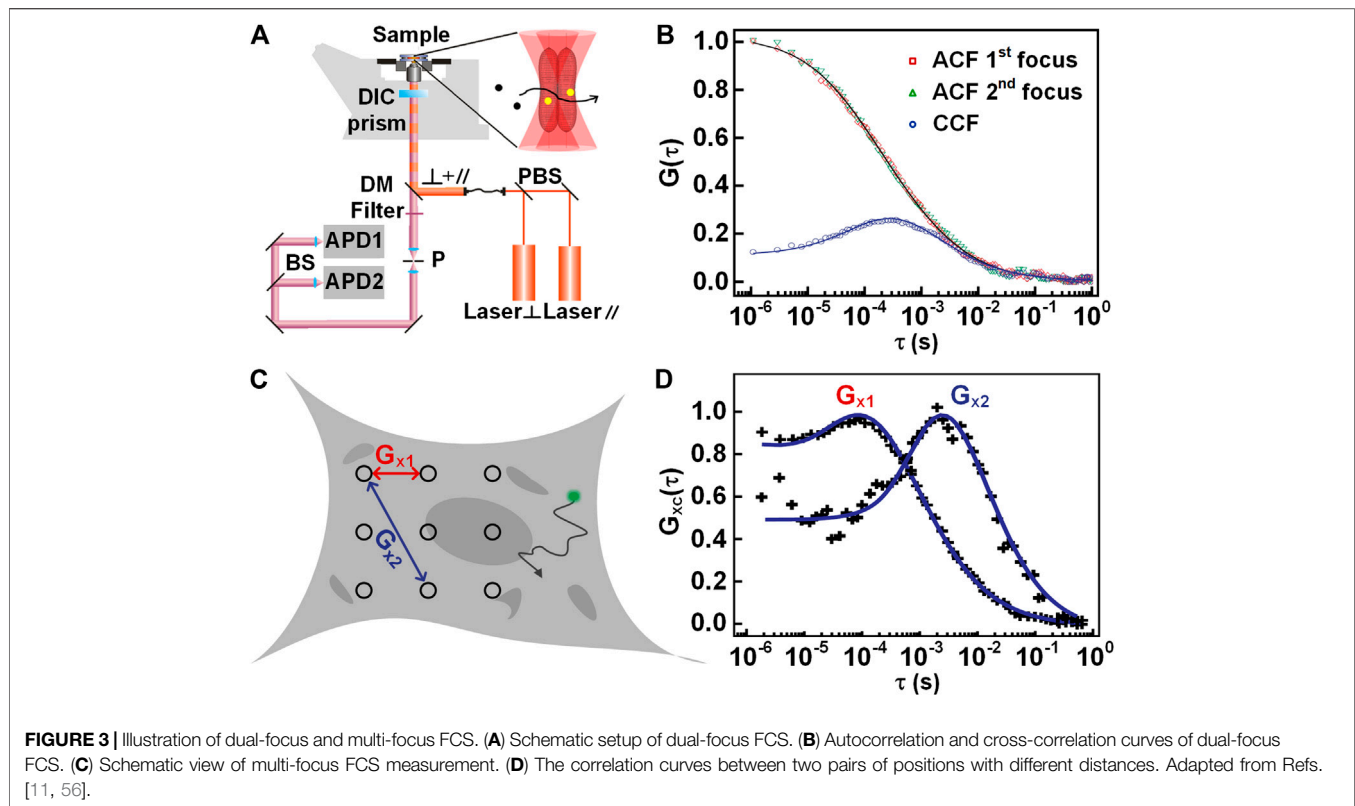 A
Sample
DIC
prism
DM
⊥+//
PBS
Filter
APD1
BS
P
APD2
Laser⊥ Laser //
B
1.0
0.8
0.6
0.4
0.2
0.0
G(τ)
ACF 1st focus
ACF 2nd focus
CCF
10⁻⁶ 10⁻⁵ 10⁻⁴ 10⁻³ 10⁻² 10⁻¹ 10⁰
τ (s)
C
Gx1
Gx2
D
Gx1 Gx2
1.0
0.8
0.6
0.4
0.2
0.0
Gxc(τ)
10⁻⁶ 10⁻⁵ 10⁻⁴ 10⁻³ 10⁻² 10⁻¹ 10⁰
τ (s)
FIGURE 3 | Illustration of dual-focus and multi-focus FCS. (A) Schematic setup of dual-focus FCS. (B) Autocorrelation and cross-correlation curves of dual-focus
FCS. (C) Schematic view of multi-focus FCS measurement. (D) The correlation curves between two pairs of positions with different distances. Adapted from Refs.
[11, 56].